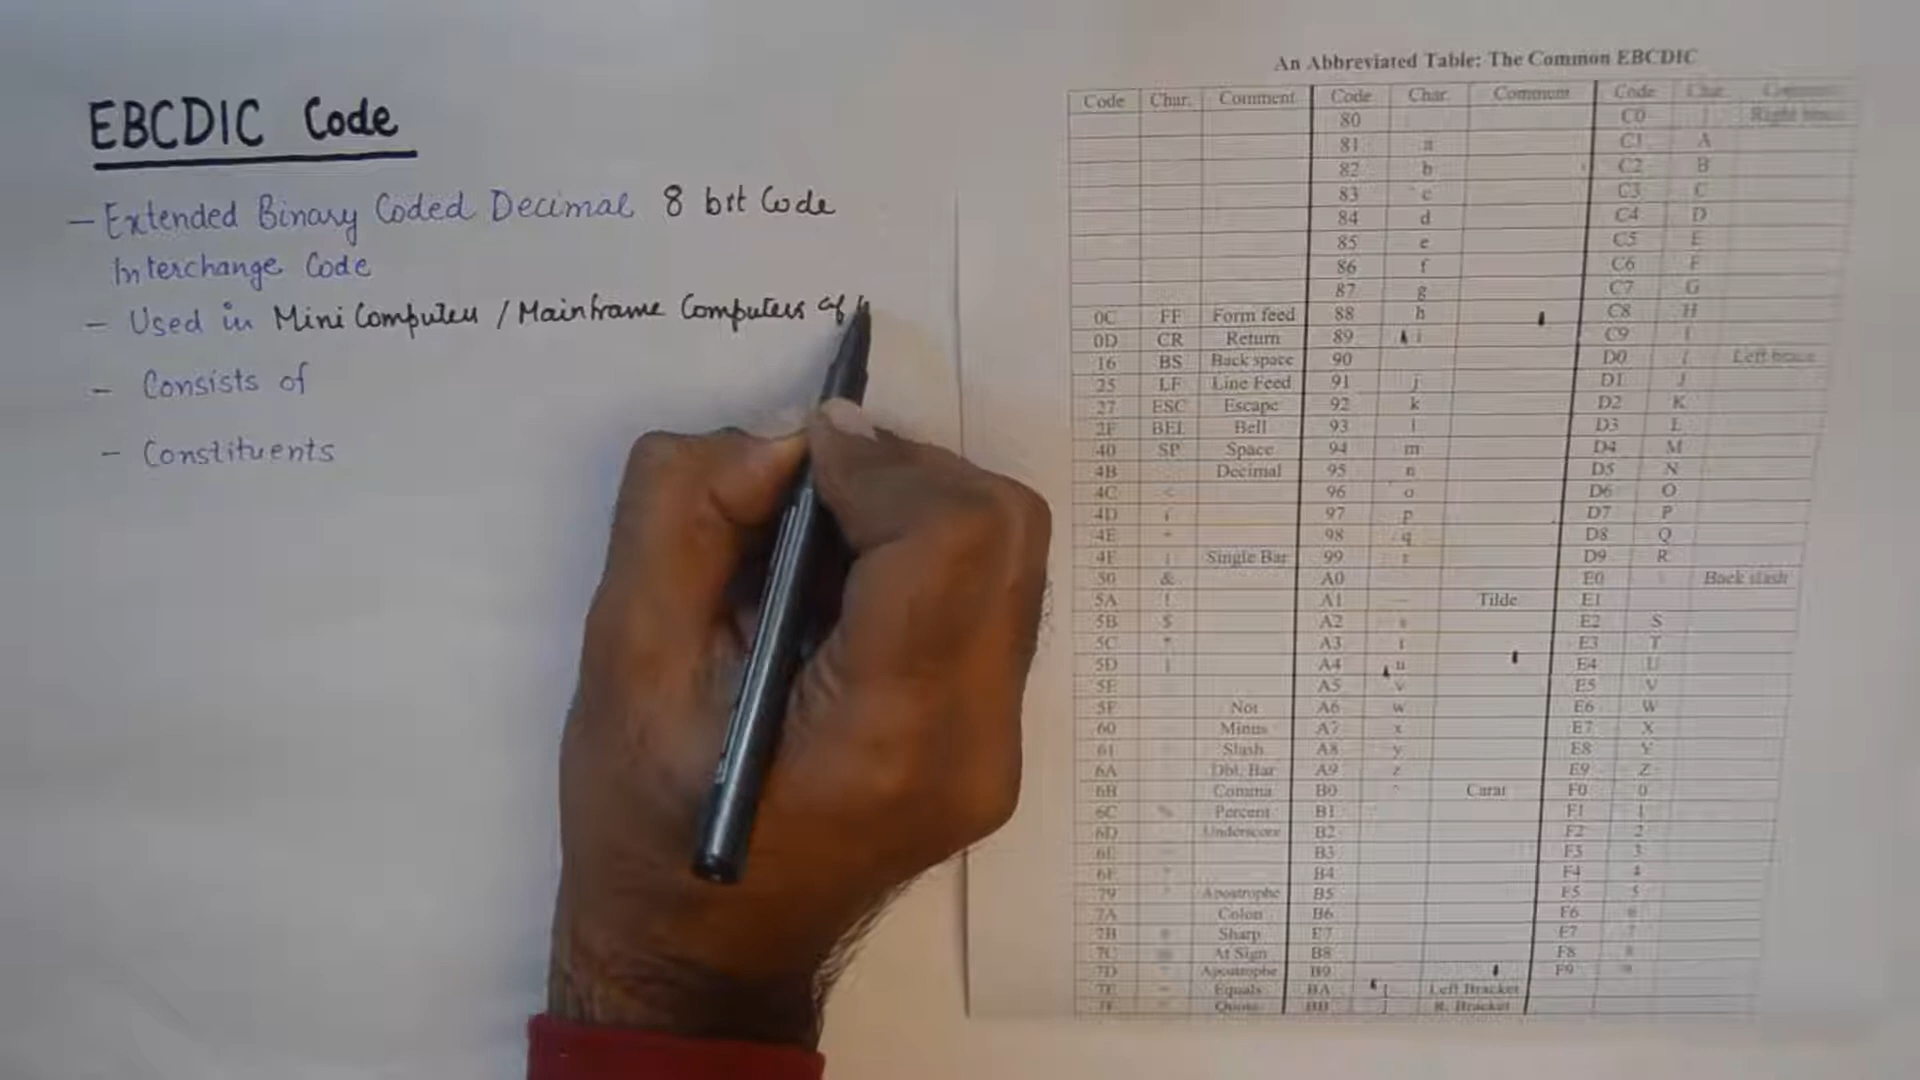 EBCDIC Code
- Extended Binary Coded Decimal 8 bit Code
Interchange Code
- Used in Mini Computers / Mainframe Computers of
- Consists of
- Constituents
An Abbreviated Table: The Common EBCDIC
Code Char. Comment Code Char. Comment Code
80 C0
81 a C1 A
82 b C2 B
83 c C3 C
84 d C4 D
85 e C5 E
86 f C6 F
87 g C7 G
0C FF Form feed 88 h C8 H
0D CR Return 89 i C9 I
16 BS Back space 90 D0 Left brace
25 LF Line Feed 91 j D1 J
27 ESC Escape 92 k D2 K
2F BEL Bell 93 l D3 L
40 SP Space 94 m D4 M
4B Decimal 95 n D5 N
4C < 96 o D6 O
4D 97 p D7 P
4E 98 q D8 Q
4F Single Bar 99 r D9 R
50 & A0 E0 Back slash
5A ! A1 Tilde E1
5B $ A2 E2 S
5C * A3 t E3 T
5D A4 u E4 U
A5 v E5 V
5F Not A6 w E6 W
60 Minus A7 x E7 X
61 Slash A8 y E8 Y
6A Dbl. Bar A9 z E9 Z
6B Comma B0 Carat F0 0
6C % Percent B1 F1 1
6D Underscore B2 F2 2
6E B3 F3 3
6F B4 F4 4
79 Apostrophe B5 F5 5
7A Colon B6 F6
7B Sharp F7
7C At Sign B8 F8
7D Apostrophe B9 F9
7E Equals BA [ Left Bracket
7F Quote BB ] R. Bracket